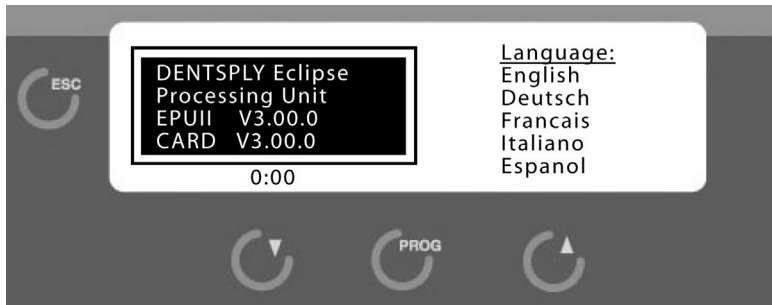 ESC
DENTSPLY Eclipse
Processing Unit
EPUII V3.00.0
CARD V3.00.0
0:00
Language:
English
Deutsch
Francais
Italiano
Espanol
PROG